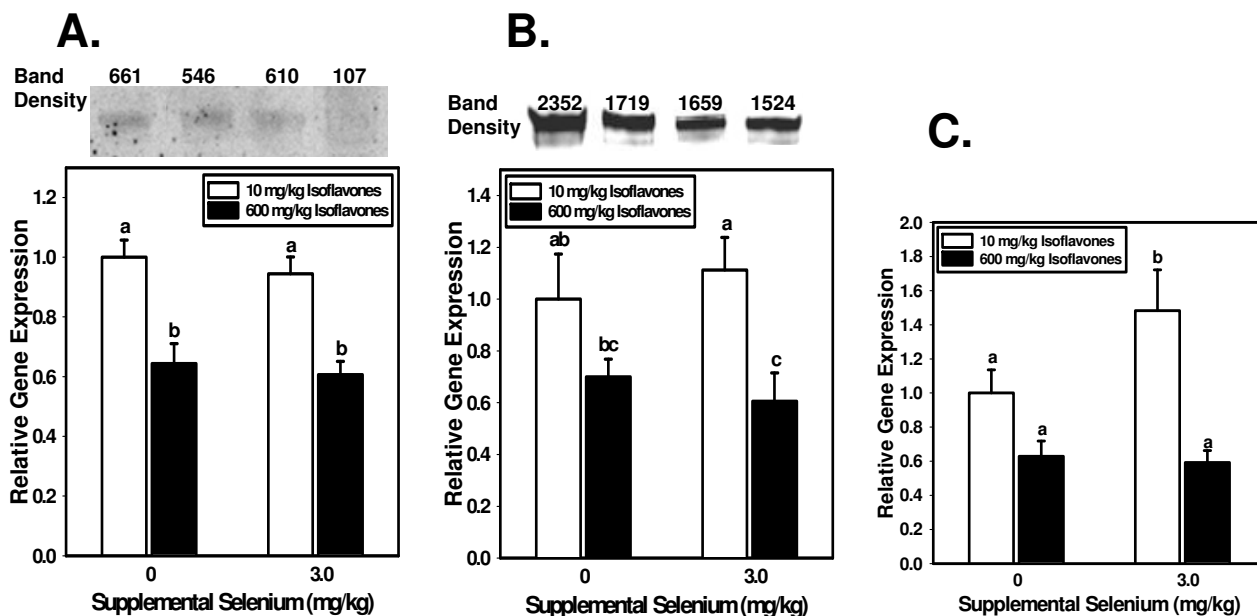 A.
Band Density
661 546 610 107
1.2
1.0
0.8
0.6
0.4
0.2
0.0
Relative Gene Expression
10 mg/kg Isoflavones
600 mg/kg Isoflavones
a
b
a
b
0
3.0
Supplemental Selenium (mg/kg)
B.
Band Density
2352 1719 1659 1524
1.4
1.2
1.0
0.8
0.6
0.4
0.2
0.0
Relative Gene Expression
10 mg/kg Isoflavones
600 mg/kg Isoflavones
ab
bc
a
c
0
3.0
Supplemental Selenium (mg/kg)
C.
2.0
1.8
1.6
1.4
1.2
1.0
0.8
0.6
0.4
0.2
0.0
Relative Gene Expression
10 mg/kg Isoflavones
600 mg/kg Isoflavones
a
a
b
a
0
3.0
Supplemental Selenium (mg/kg)